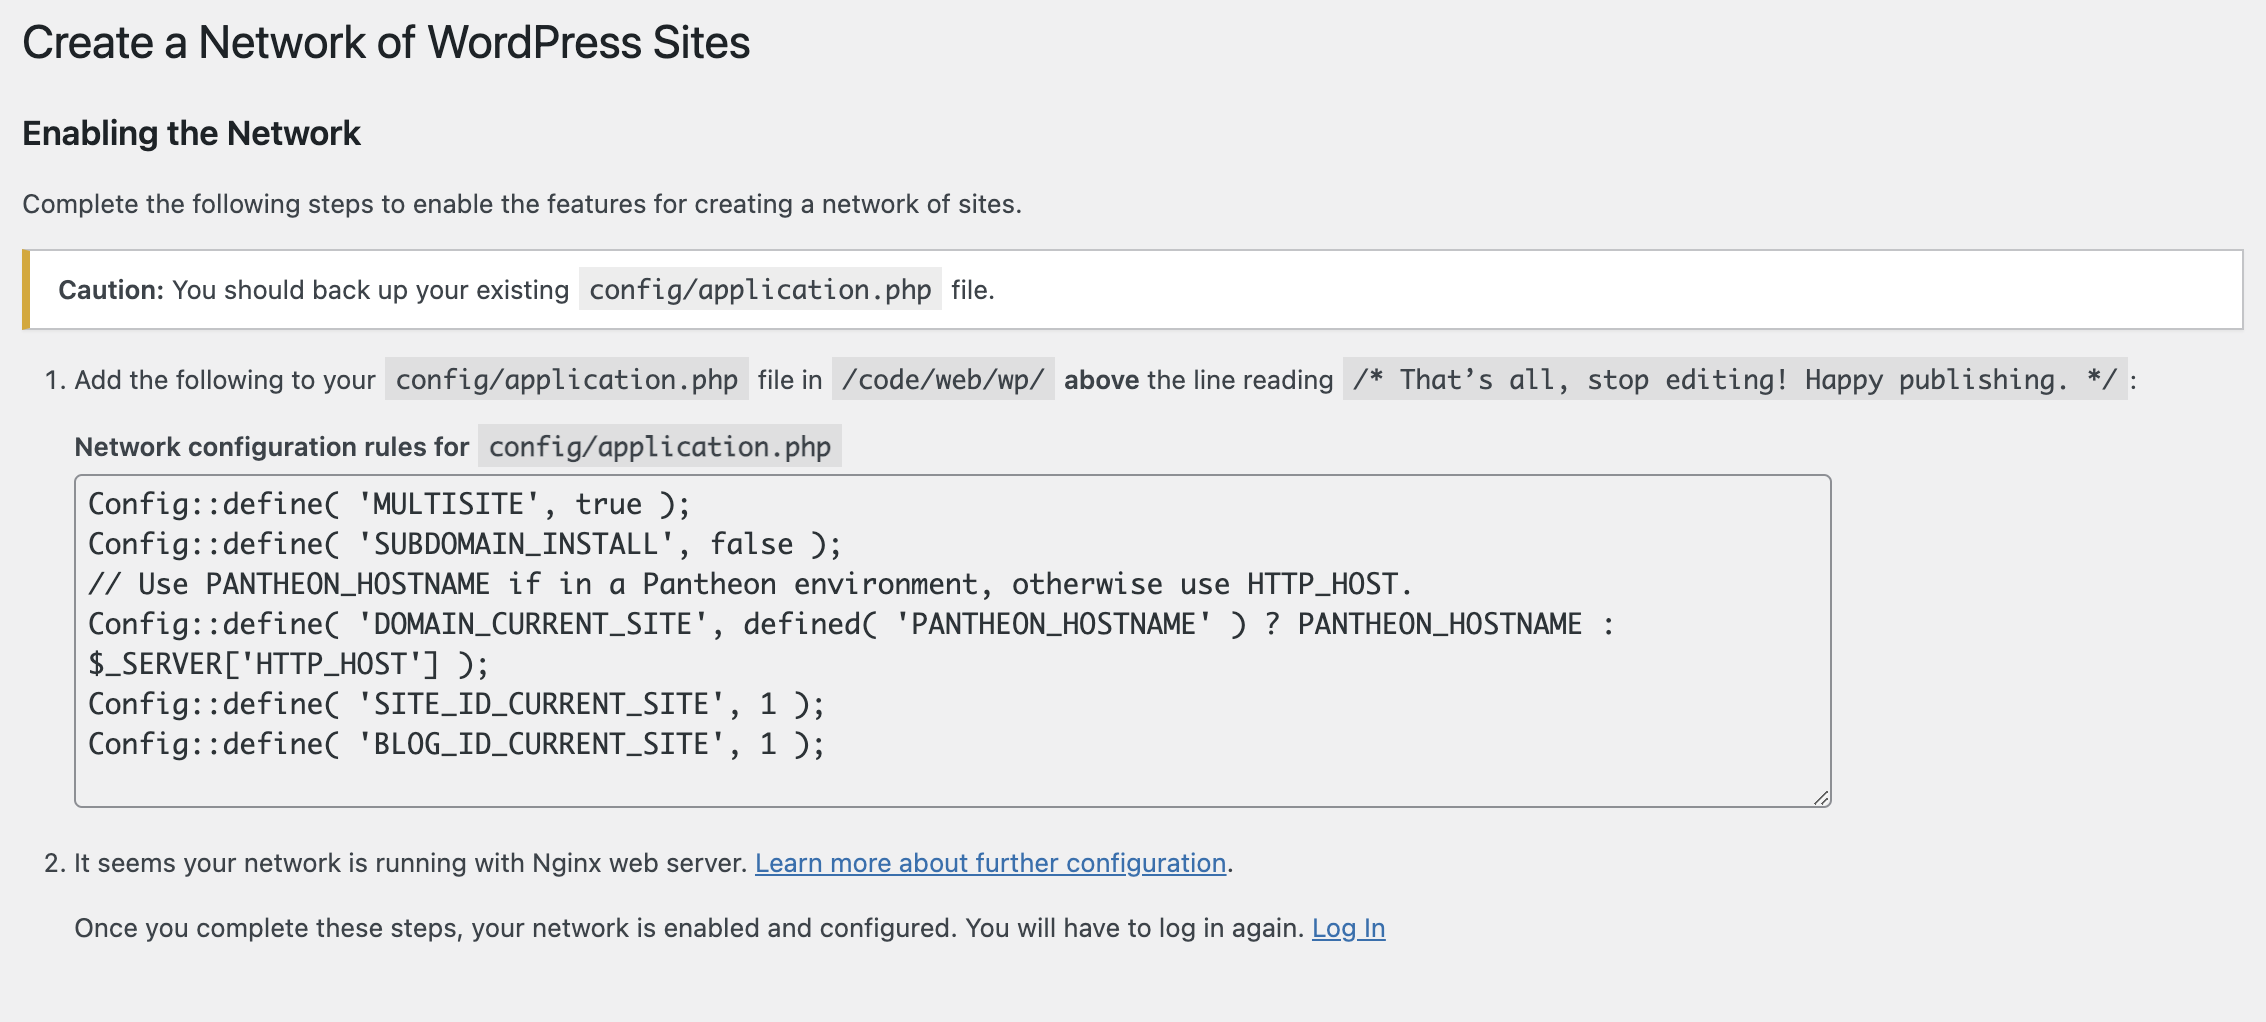 Create a Network of WordPress Sites
Enabling the Network
Complete the following steps to enable the features for creating a network of sites.
Caution: You should back up your existing config/application.php file.
1. Add the following to your config/application.php file in /code/web/wp/ above the line reading /* That’s all, stop editing! Happy publishing. */ :
Network configuration rules for config/application.php
Config::define( 'MULTISITE', true );
Config::define( 'SUBDOMAIN_INSTALL', false );
// Use PANTHEON_HOSTNAME if in a Pantheon environment, otherwise use HTTP_HOST.
Config::define( 'DOMAIN_CURRENT_SITE', defined( 'PANTHEON_HOSTNAME' ) ? PANTHEON_HOSTNAME :
$_SERVER['HTTP_HOST'] );
Config::define( 'SITE_ID_CURRENT_SITE', 1 );
Config::define( 'BLOG_ID_CURRENT_SITE', 1 );
2. It seems your network is running with Nginx web server. Learn more about further configuration.
Once you complete these steps, your network is enabled and configured. You will have to log in again. Log In